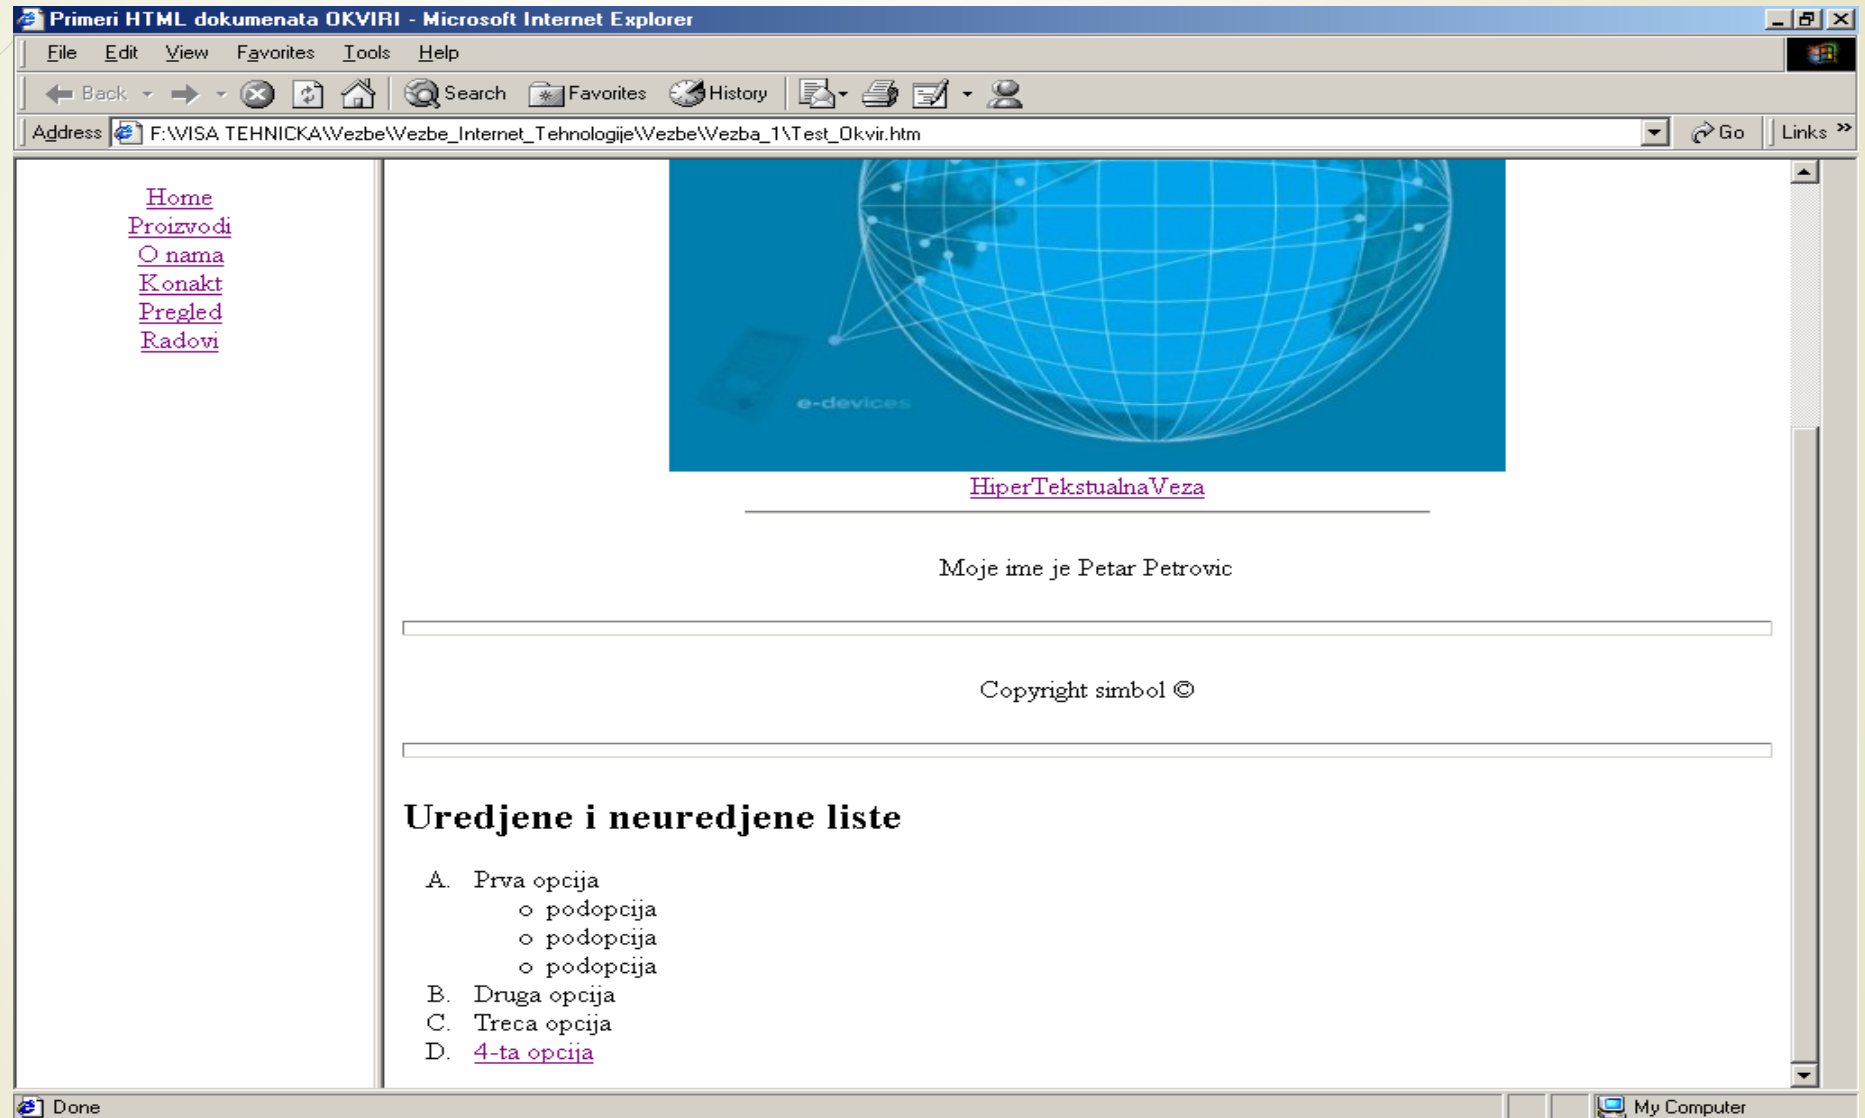 Primeri HTML dokumenata OKVIRI - Microsoft Internet Explorer
File Edit View Favorites Tools Help
Back Search Favorites History
Address F:\VISA TEHNICKA\Vezbe\Vezbe_Internet_Tehnologije\Vezbe\Vezba_1\Test_Okvir.htm Go Links »
Home
Proizvodi
O nama
Konakt
Pregled
Radovi
e-devices
HiperTekstualnaVeza
Moje ime je Petar Petrovic
Copyright simbol ©
Uredjene i neuredjene liste
A. Prva opcija
o podopcija
o podopcija
o podopcija
B. Druga opcija
C. Treca opcija
D. 4-ta opcija
Done My Computer